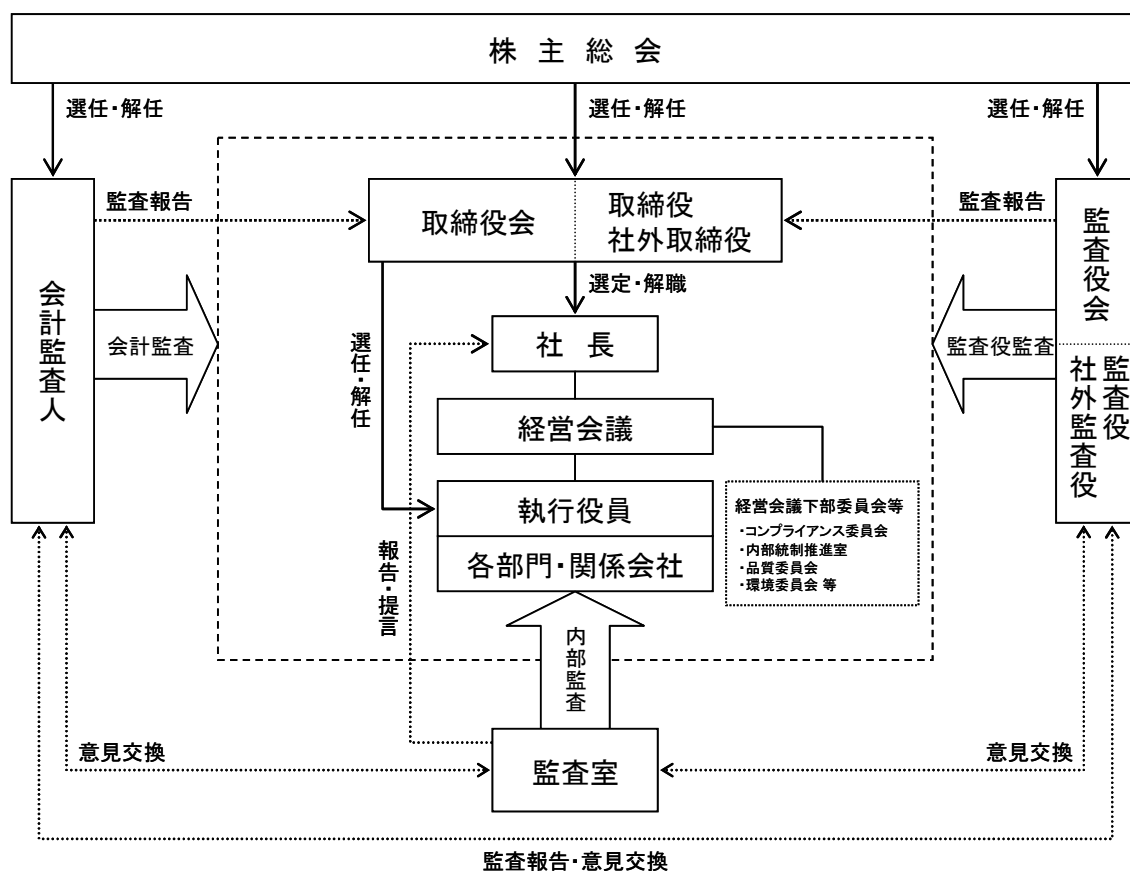 株主総会
選任・解任
選任・解任
選任・解任
会計監査人
監査報告
取締役会
取締役
社外取締役
監査報告
監査役会
監査役
社外監査役
選定・解職
会計監査
選任・解任
社長
監査役監査
経営会議
執行役員
各部門・関係会社
経営会議下部委員会等
・コンプライアンス委員会
・内部統制推進室
・品質委員会
・環境委員会 等
報告・提言
内部監査
意見交換
監査室
意見交換
監査報告・意見交換